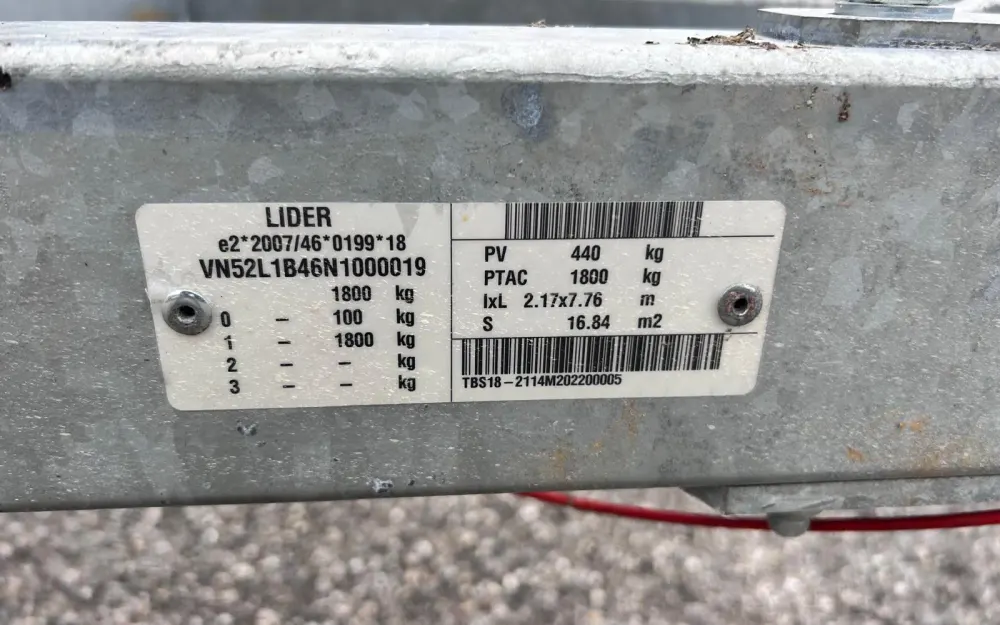 LIDER
e2*2007/46*0199*18
VN52L1B46N1000019
1800 kg
0 – 100 kg
1 – 1800 kg
2 – – kg
3 – – kg
PV 440 kg
PTAC 1800 kg
lxL 2.17x7.76 m
S 16.84 m2
TBS18–2114M202200005